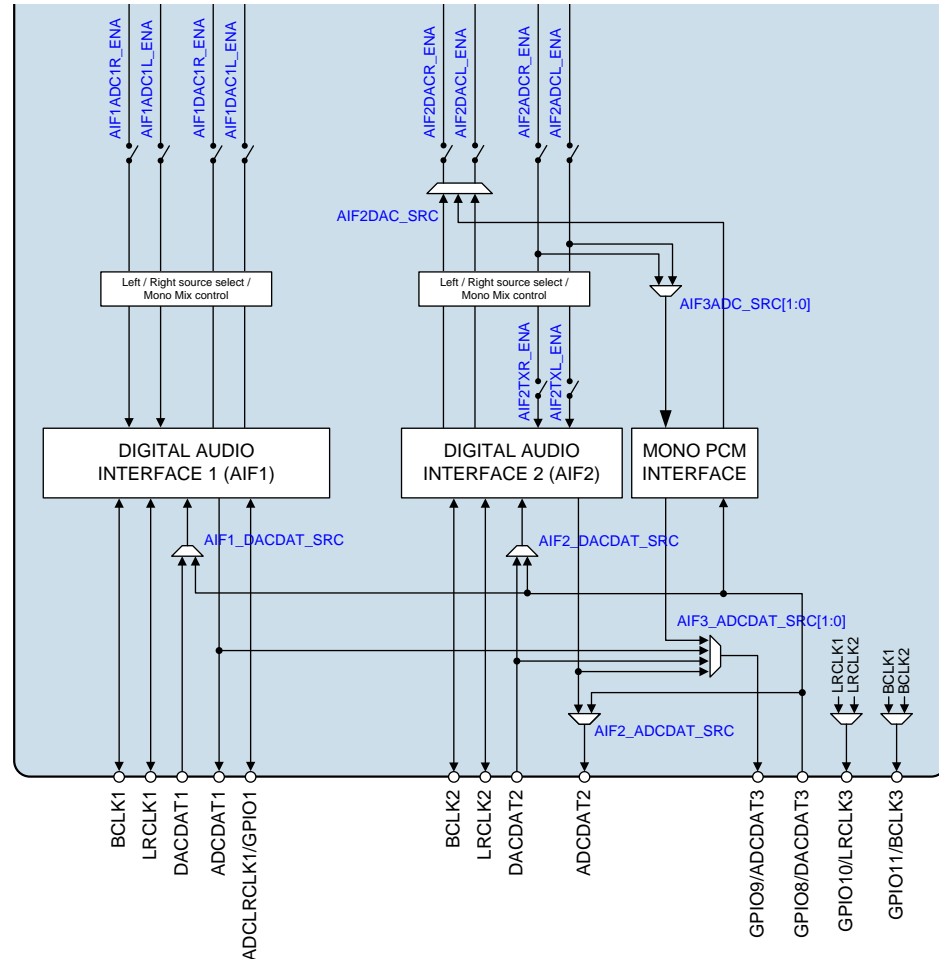 AIF1ADC1R_ENA
AIF1ADC1L_ENA
AIF1DAC1R_ENA
AIF1DAC1L_ENA
AIF2DACR_ENA
AIF2DACL_ENA
AIF2ADCR_ENA
AIF2ADCL_ENA
AIF2DAC_SRC
Left / Right source select /
Mono Mix control
Left / Right source select /
Mono Mix control
AIF3ADC_SRC[1:0]
AIF2TXR_ENA
AIF2TXL_ENA
DIGITAL AUDIO
INTERFACE 1 (AIF1)
DIGITAL AUDIO
INTERFACE 2 (AIF2)
MONO PCM
INTERFACE
AIF1_DACDAT_SRC
AIF2_DACDAT_SRC
AIF3_ADCDAT_SRC[1:0]
LRCLK1
LRCLK2
BCLK1
BCLK2
AIF2_ADCDAT_SRC
BCLK1
LRCLK1
DACDAT1
ADCDAT1
ADCLRCLK1/GPIO1
BCLK2
LRCLK2
DACDAT2
ADCDAT2
GPIO9/ADCDAT3
GPIO8/DACDAT3
GPIO10/LRCLK3
GPIO11/BCLK3